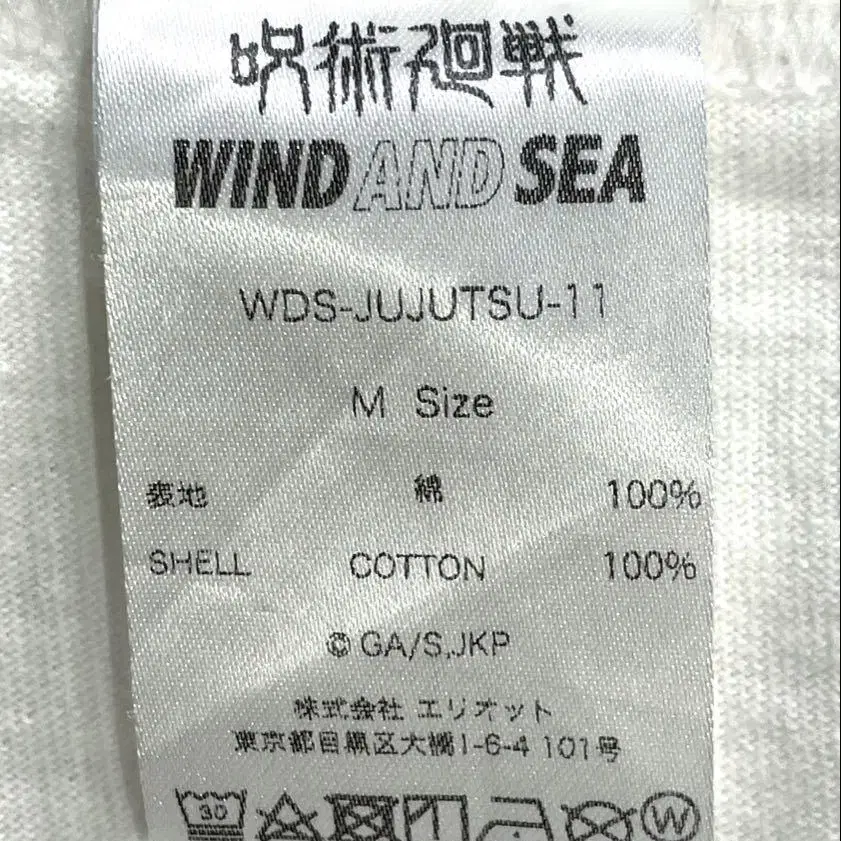 呪術廻戦
WIND AND SEA
WDS-JUJUTSU-11
M Size
表地 綿 100%
SHELL COTTON 100%
© GA/S,JKP
株式会社 エリオット
東京都目黒区大橋1-6-4 101号
30
W